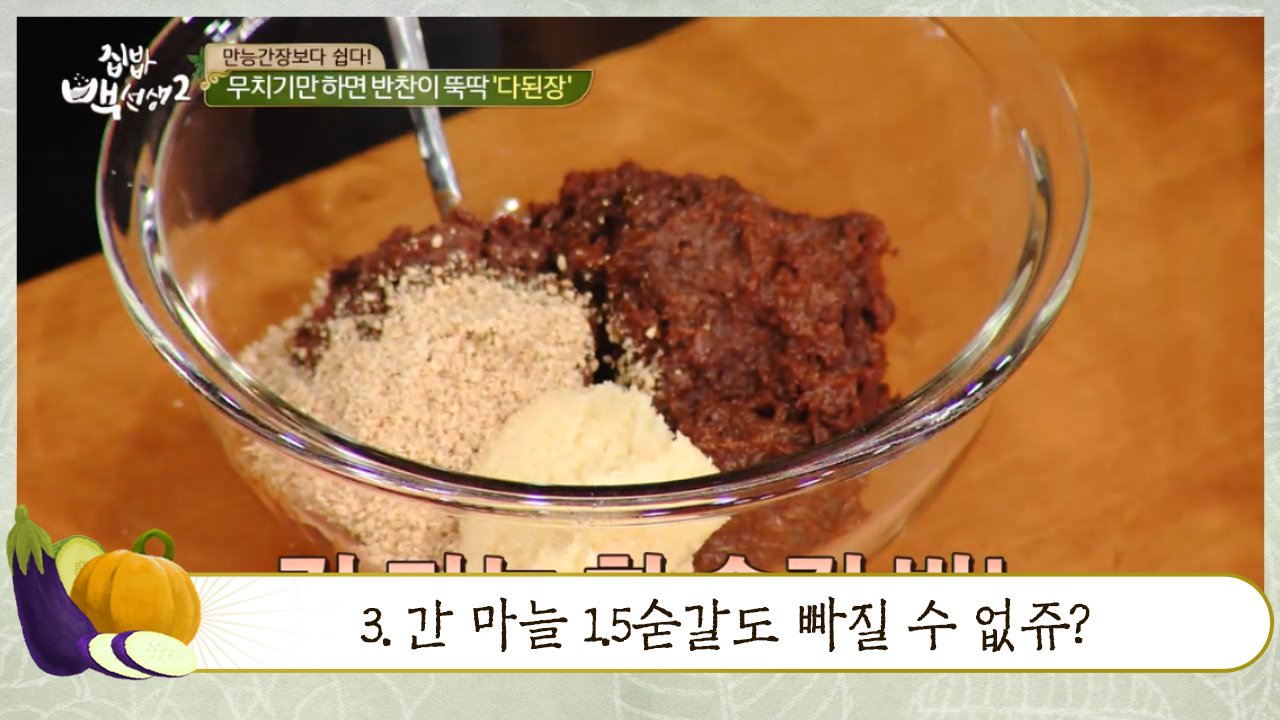 집밥
백선생2
만능간장보다 쉽다!
무치기만 하면 반찬이 뚝딱 '다된장'
3. 간 마늘 1.5숟갈도 빠질 수 없쥬?